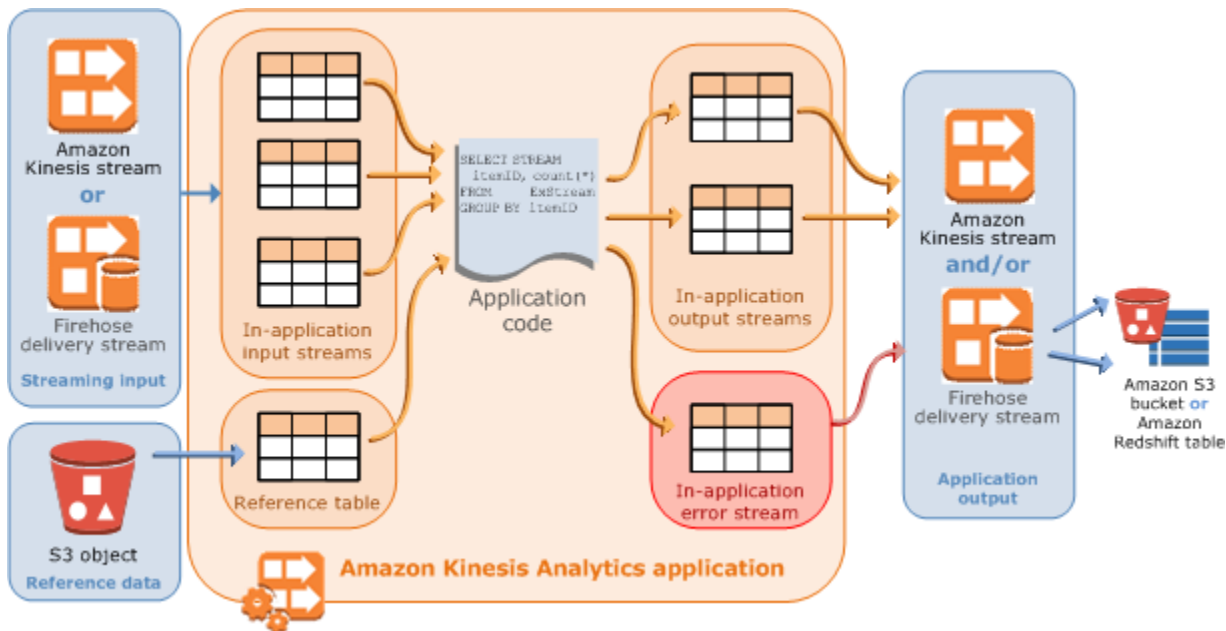 Amazon
Kinesis stream
or
Firehose
delivery stream
Streaming input
S3 object
Reference data
In-application
input streams
Reference table
SELECT STREAM
itemID, count(*)
FROM ExStream
GROUP BY itemID
Application
code
In-application
output streams
In-application
error stream
Amazon Kinesis Analytics application
Amazon
Kinesis stream
and/or
Firehose
delivery stream
Application
output
Amazon S3
bucket or
Amazon
Redshift table